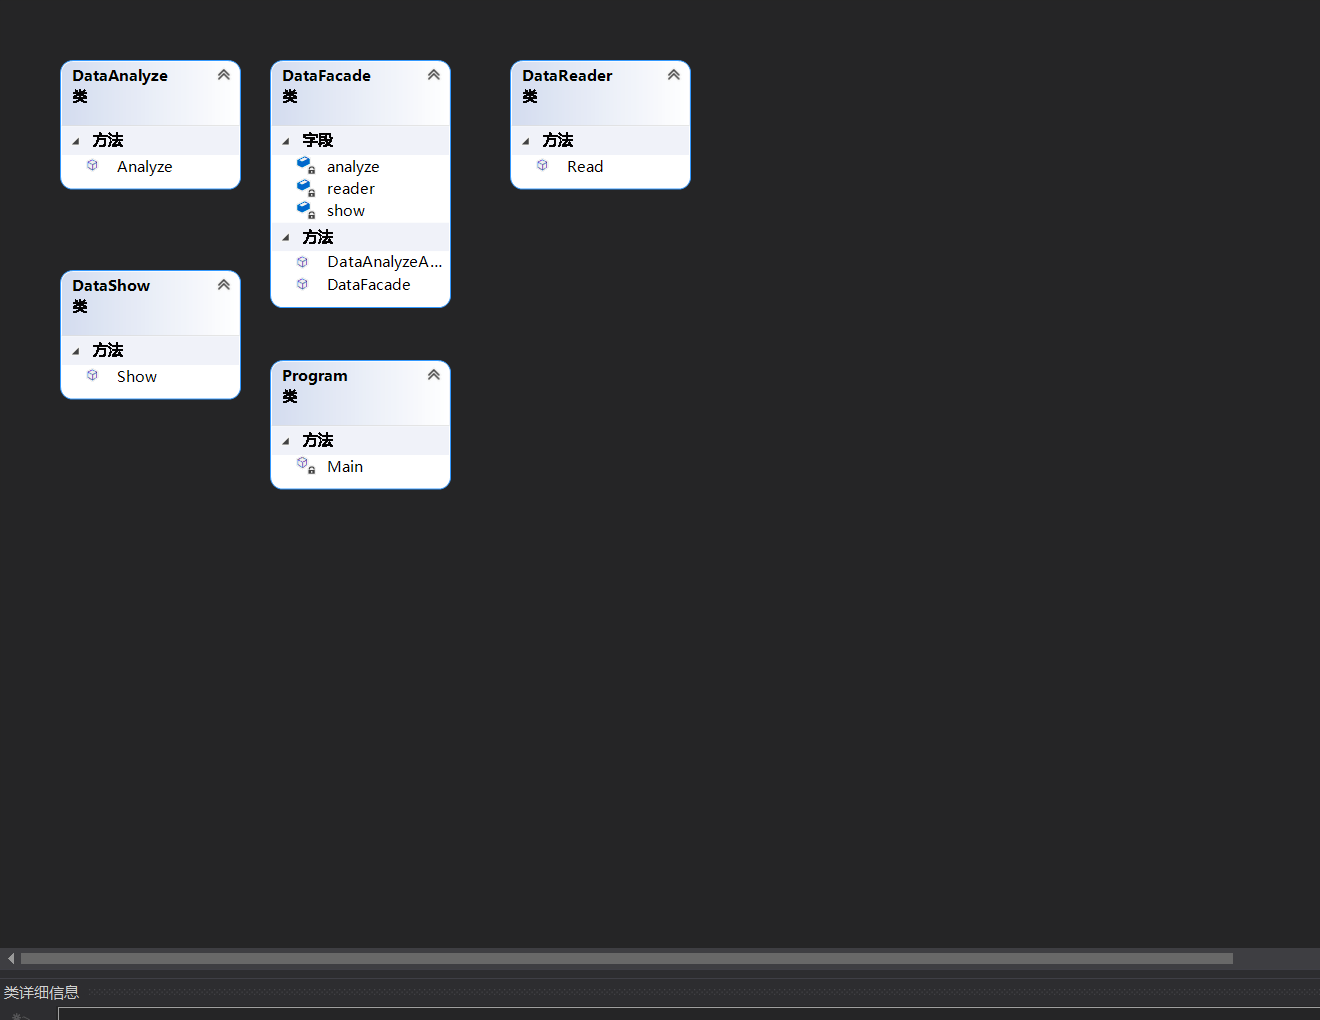 DataAnalyze
类
方法
Analyze
DataFacade
类
字段
analyze
reader
show
方法
DataAnalyzeA...
DataFacade
DataReader
类
方法
Read
DataShow
类
方法
Show
Program
类
方法
Main
类详细信息